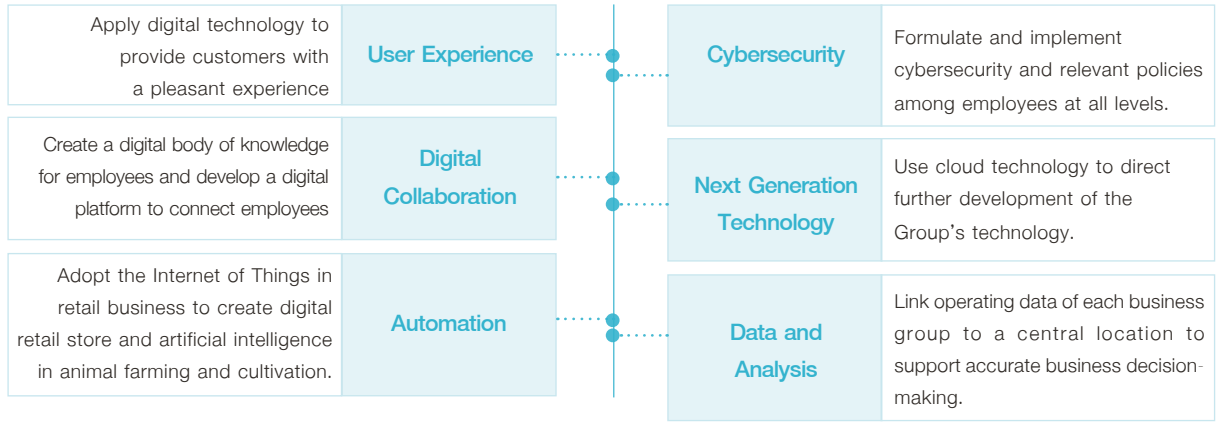 Apply digital technology to
provide customers with
a pleasant experience
User Experience
Cybersecurity
Formulate and implement
cybersecurity and relevant policies
among employees at all levels.
Create a digital body of knowledge
for employees and develop a digital
platform to connect employees
Digital
Collaboration
Next Generation
Technology
Use cloud technology to direct
further development of the
Group’s technology.
Adopt the Internet of Things in
retail business to create digital
retail store and artificial intelligence
in animal farming and cultivation.
Automation
Data and
Analysis
Link operating data of each business
group to a central location to
support accurate business decision-
making.